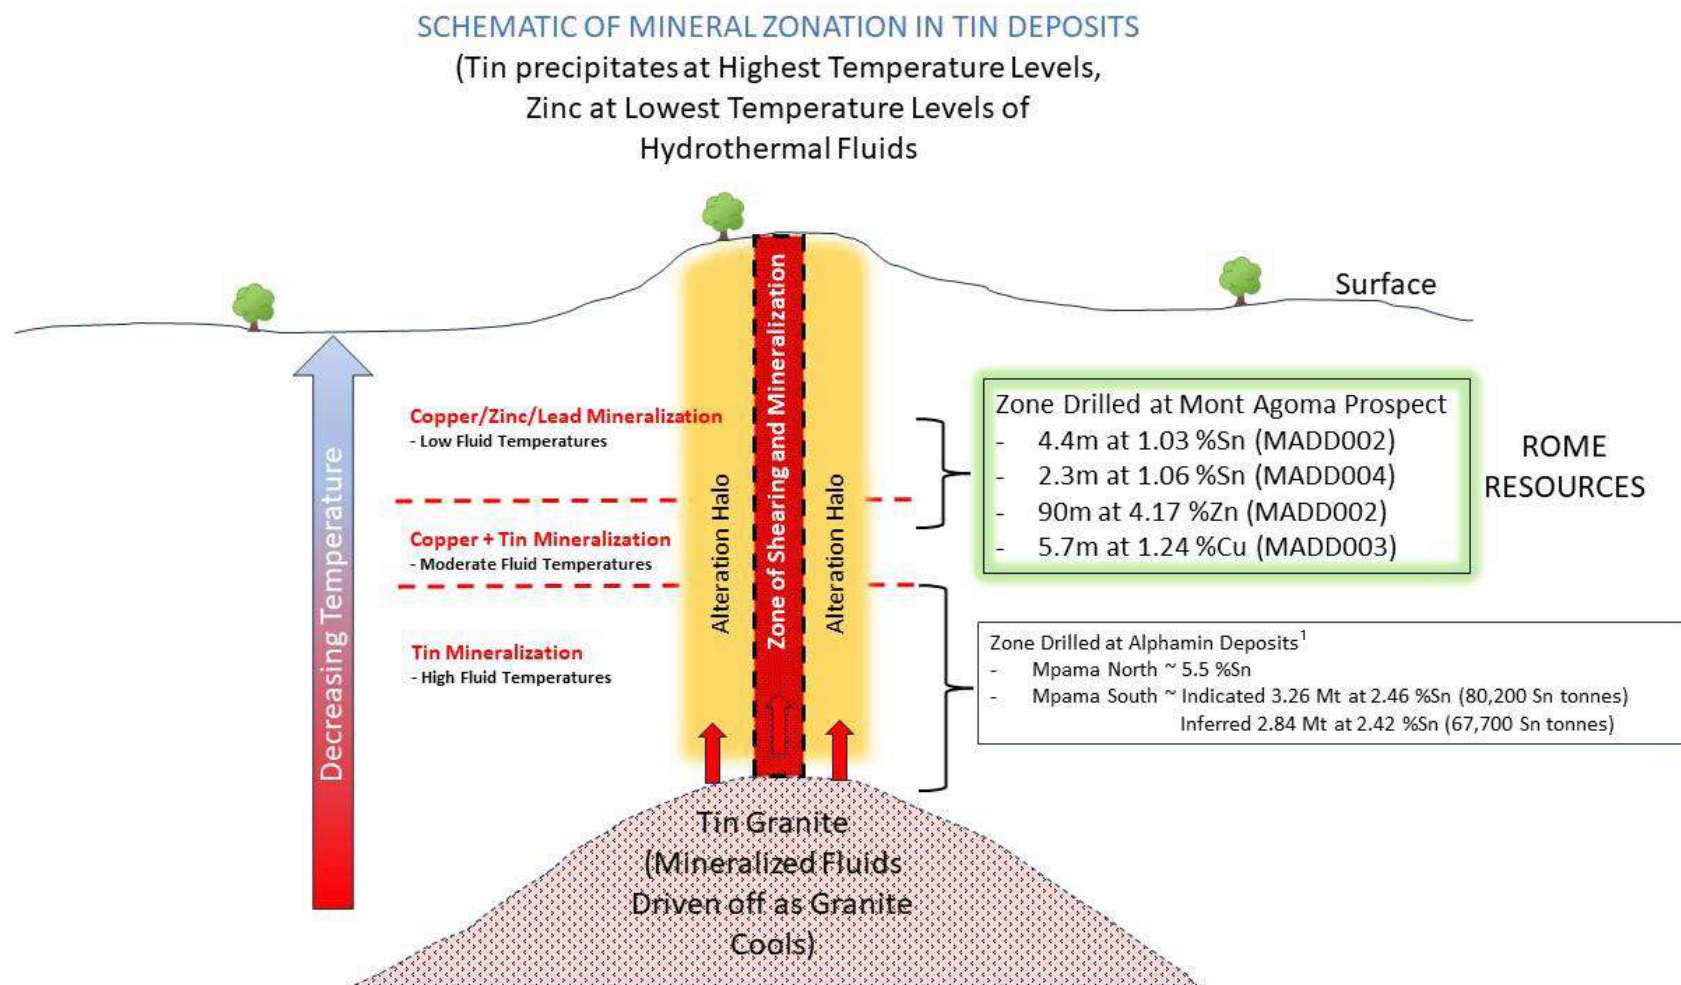 SCHEMATIC OF MINERAL ZONATION IN TIN DEPOSITS
(Tin precipitates at Highest Temperature Levels,
Zinc at Lowest Temperature Levels of
Hydrothermal Fluids
Surface
Decreasing Temperature
Copper/Zinc/Lead Mineralization
- Low Fluid Temperatures
Copper + Tin Mineralization
- Moderate Fluid Temperatures
Tin Mineralization
- High Fluid Temperatures
Alteration Halo
Zone of Shearing and Mineralization
Alteration Halo
Zone Drilled at Mont Agoma Prospect
- 4.4m at 1.03 %Sn (MADD002)
- 2.3m at 1.06 %Sn (MADD004)
- 90m at 4.17 %Zn (MADD002)
- 5.7m at 1.24 %Cu (MADD003)
ROME
RESOURCES
Zone Drilled at Alphamin Deposits¹
- Mpama North ~ 5.5 %Sn
- Mpama South ~ Indicated 3.26 Mt at 2.46 %Sn (80,200 Sn tonnes)
Inferred 2.84 Mt at 2.42 %Sn (67,700 Sn tonnes)
Tin Granite
(Mineralized Fluids
Driven off as Granite
Cools)